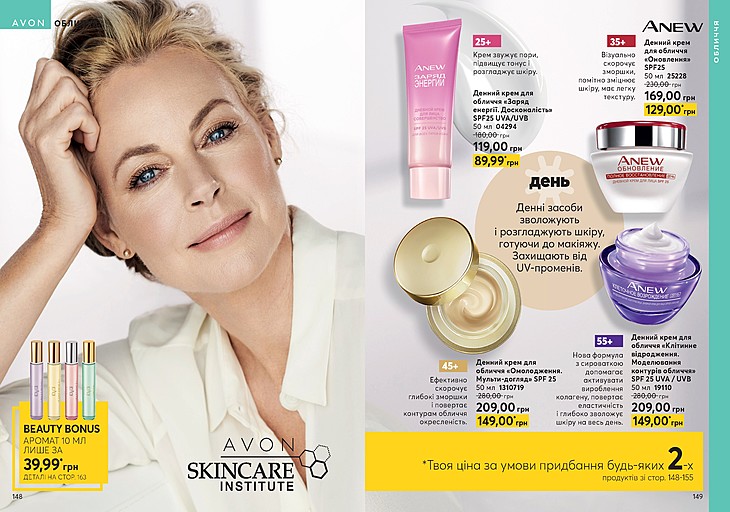 AVON
ОБЛИ
BEAUTY BONUS
АРОМАТ 10 МЛ
ЛИШЕ ЗА
39,99*грн
ДЕТАЛІ НА СТОР. 163
148
AVON
SKINCARE
INSTITUTE
25+
Крем звужує пори,
підвищує тонус і
розгладжує шкіру.
Денний крем для
обличчя «Заряд
енергії. Досконалість»
SPF25 UVA/UVB
50 мл 04294
180,00 грн
119,00 грн
89,99*грн
ANEW
ЗАРЯД
ЭНЕРГИИ
ANEW
ОБЛИЧЧЯ
35+
Візуально
скорочує
зморшки,
помітно зміцнює
шкіру, має легку
текстуру.
Денний крем
для обличчя
«Оновлення»
SPF25
50 мл 25228
230,00 грн
169,00 грн
129,00*грн
ANEW
ОБНОВЛЕНИЕ
день
Денні засоби
зволожують
і розгладжують шкіру,
готуючи до макіяжу.
Захищають від
UV-променів.
ANEW
45+
Ефективно
скорочує
глибокі зморшки
і повертає
контурам обличчя
окресленість.
Денний крем для
обличчя «Омолодження.
Мульти-догляд» SPF 25
50 мл 1310719
280,00 грн
209,00 грн
149,00*грн
55+
Нова формула
з сироваткою
допомагає
активувати
вироблення
колагену, повертає
еластичність
і глибоко зволожує
шкіру на весь день.
Денний крем для
обличчя «Клітинне
відродження.
Моделювання
контурів обличчя»
SPF 25 UVA / UVB
50 мл 19110
280,00 грн
209,00 грн
149,00*грн
*Твоя ціна за умови придбання будь-яких 2-х
продуктів зі стор. 148-155
149